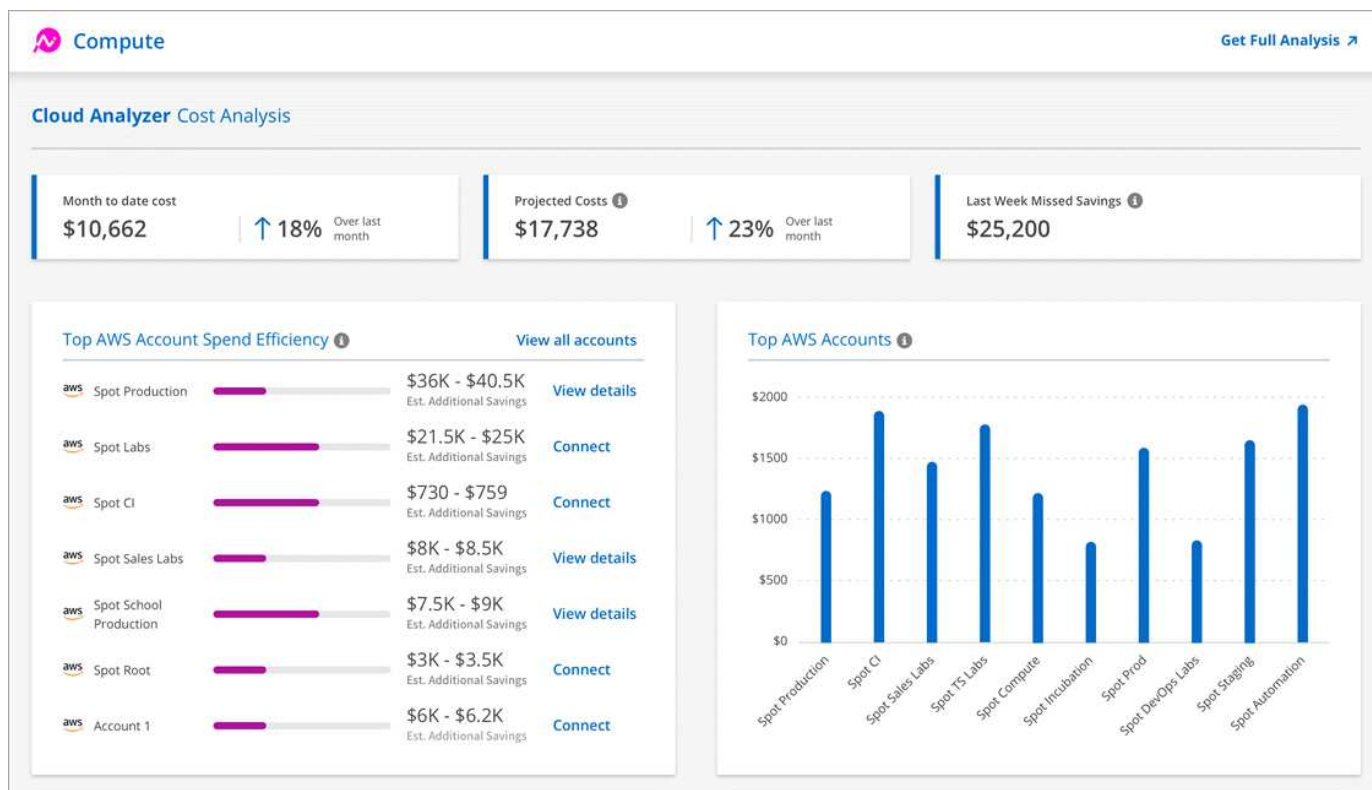 Compute
Get Full Analysis ↗
Cloud Analyzer Cost Analysis
Month to date cost
$10,662
↑ 18% Over last
month
Projected Costs
$17,738
↑ 23% Over last
month
Last Week Missed Savings
$25,200
Top AWS Account Spend Efficiency
View all accounts
aws Spot Production
$36K - $40.5K
Est. Additional Savings
View details
aws Spot Labs
$21.5K - $25K
Est. Additional Savings
Connect
aws Spot CI
$730 - $759
Est. Additional Savings
Connect
aws Spot Sales Labs
$8K - $8.5K
Est. Additional Savings
View details
aws Spot School
Production
$7.5K - $9K
Est. Additional Savings
View details
aws Spot Root
$3K - $3.5K
Est. Additional Savings
Connect
aws Account 1
$6K - $6.2K
Est. Additional Savings
Connect
Top AWS Accounts
$2000
$1500
$1000
$500
$0
Spot Production
Spot CI
Spot Sales Labs
Spot TS Labs
Spot Compute
Spot Incubation
Spot Prod
Spot DevOps Labs
Spot Staging
Spot Automation